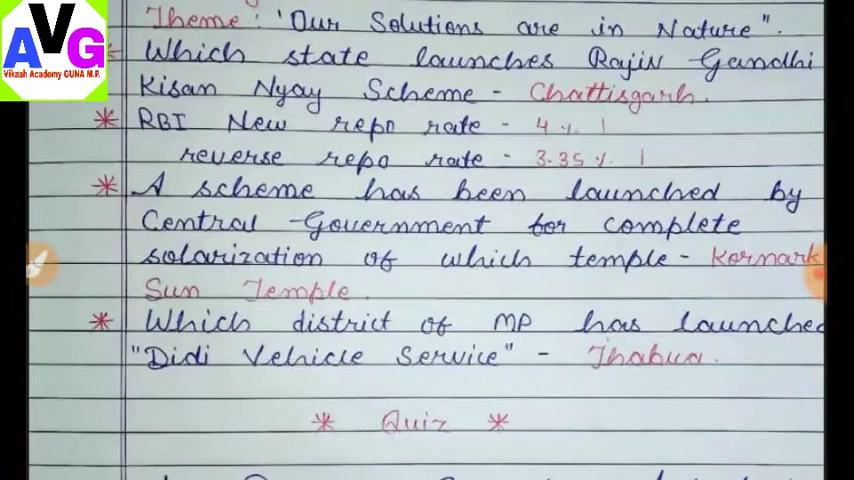 AVG
Vikash Academy GUNA M.P.
Theme: 'Our Solutions are in Nature".
Which state launches Rajiv Gandhi
Kisan Nyay Scheme - Chattisgarh.
* RBI New repo rate - 4% |
reverse repo rate - 3.35% |
* A scheme has been launched by
Central Government for complete
solarization of which temple - Kornark
Sun Temple.
* Which district of MP has launched
"Didi Vehicle Service" - Jhabua.
* Quiz *